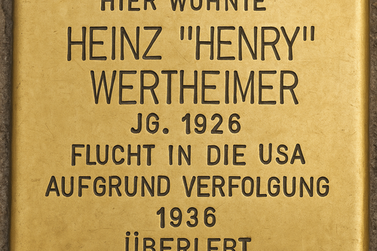 HIER WOHNTE
HEINZ "HENRY"
WERTHEIMER
JG. 1926
FLUCHT IN DIE USA
AUFGRUND VERFOLGUNG
1936
ÜBERLEBT